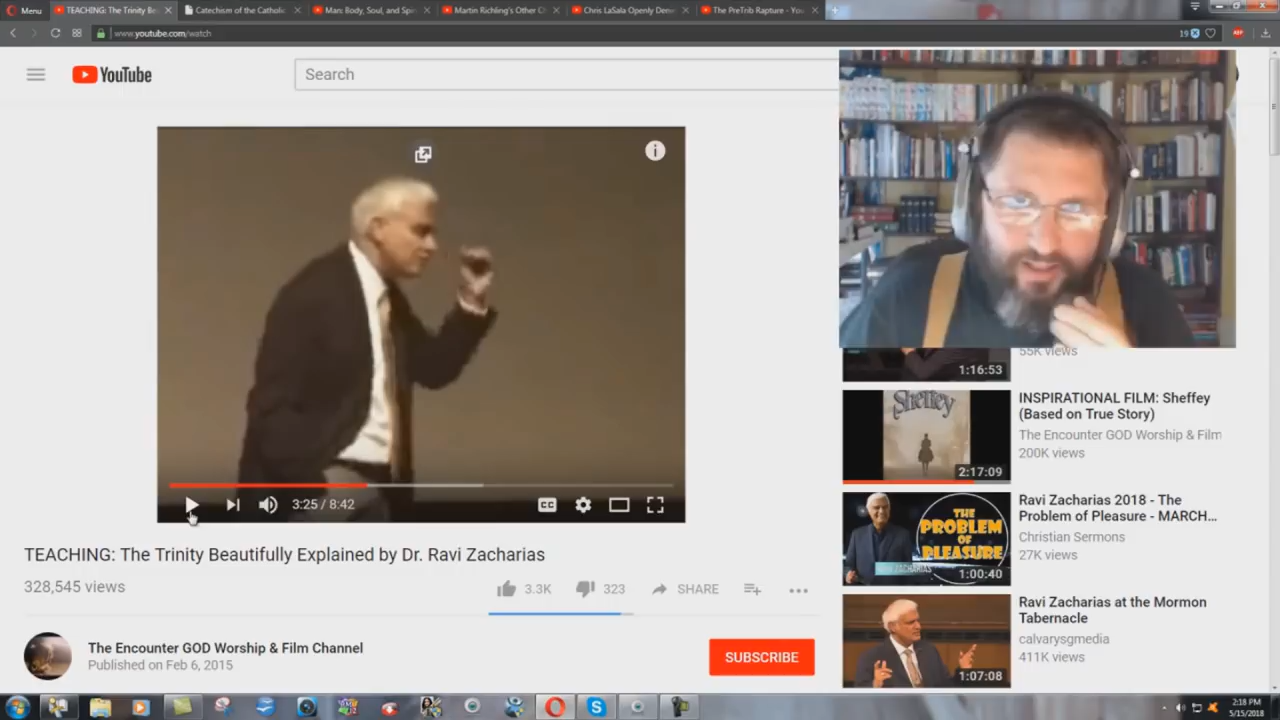 Menu
TEACHING: The Trinity Be
Catechism of the Catholi
Man: Body, Soul, and Spi
Martin Richling's Other C
Chris LaSala Openly Den
The PreTrib Rapture - You
www.youtube.com/watch
19
ABP
YouTube
Search
3:25 / 8:42
CC
TEACHING: The Trinity Beautifully Explained by Dr. Ravi Zacharias
328,545 views
3.3K
323
SHARE
The Encounter GOD Worship & Film Channel
Published on Feb 6, 2015
SUBSCRIBE
55K views
1:16:53
Sheffey
INSPIRATIONAL FILM: Sheffey
(Based on True Story)
The Encounter GOD Worship & Film
200K views
2:17:09
THE
PROBLEM
OF
PLEASURE
RAVI ZACHARIAS
Ravi Zacharias 2018 - The
Problem of Pleasure - MARCH...
Christian Sermons
27K views
1:00:40
Ravi Zacharias at the Mormon
Tabernacle
calvarysgmedia
411K views
1:07:08
2:18 PM
5/15/2018